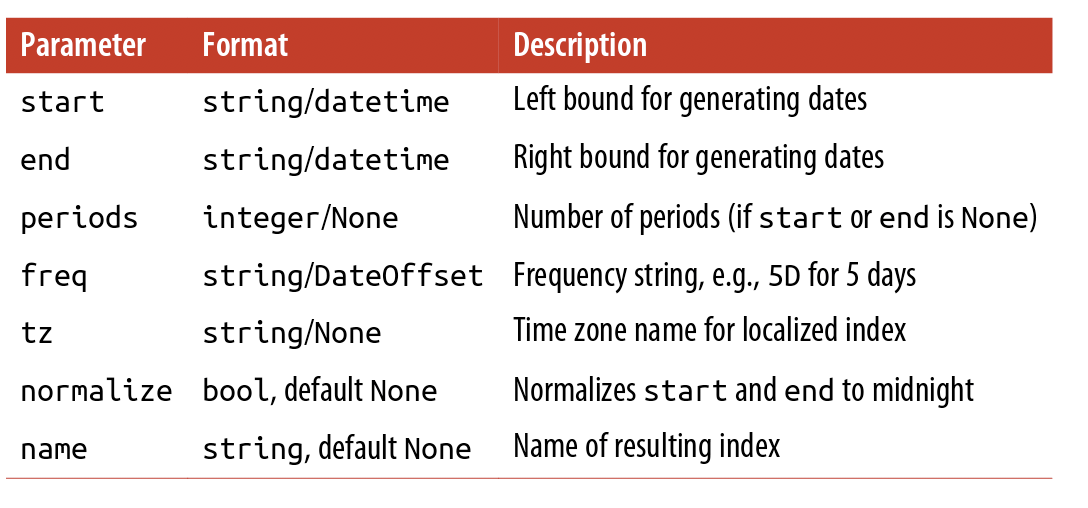 Parameter Format Description
start string/datetime Left bound for generating dates
end string/datetime Right bound for generating dates
periods integer/None Number of periods (if start or end is None)
freq string/DateOffset Frequency string, e.g., 5D for 5 days
tz string/None Time zone name for localized index
normalize bool, default None Normalizes start and end to midnight
name string, default None Name of resulting index